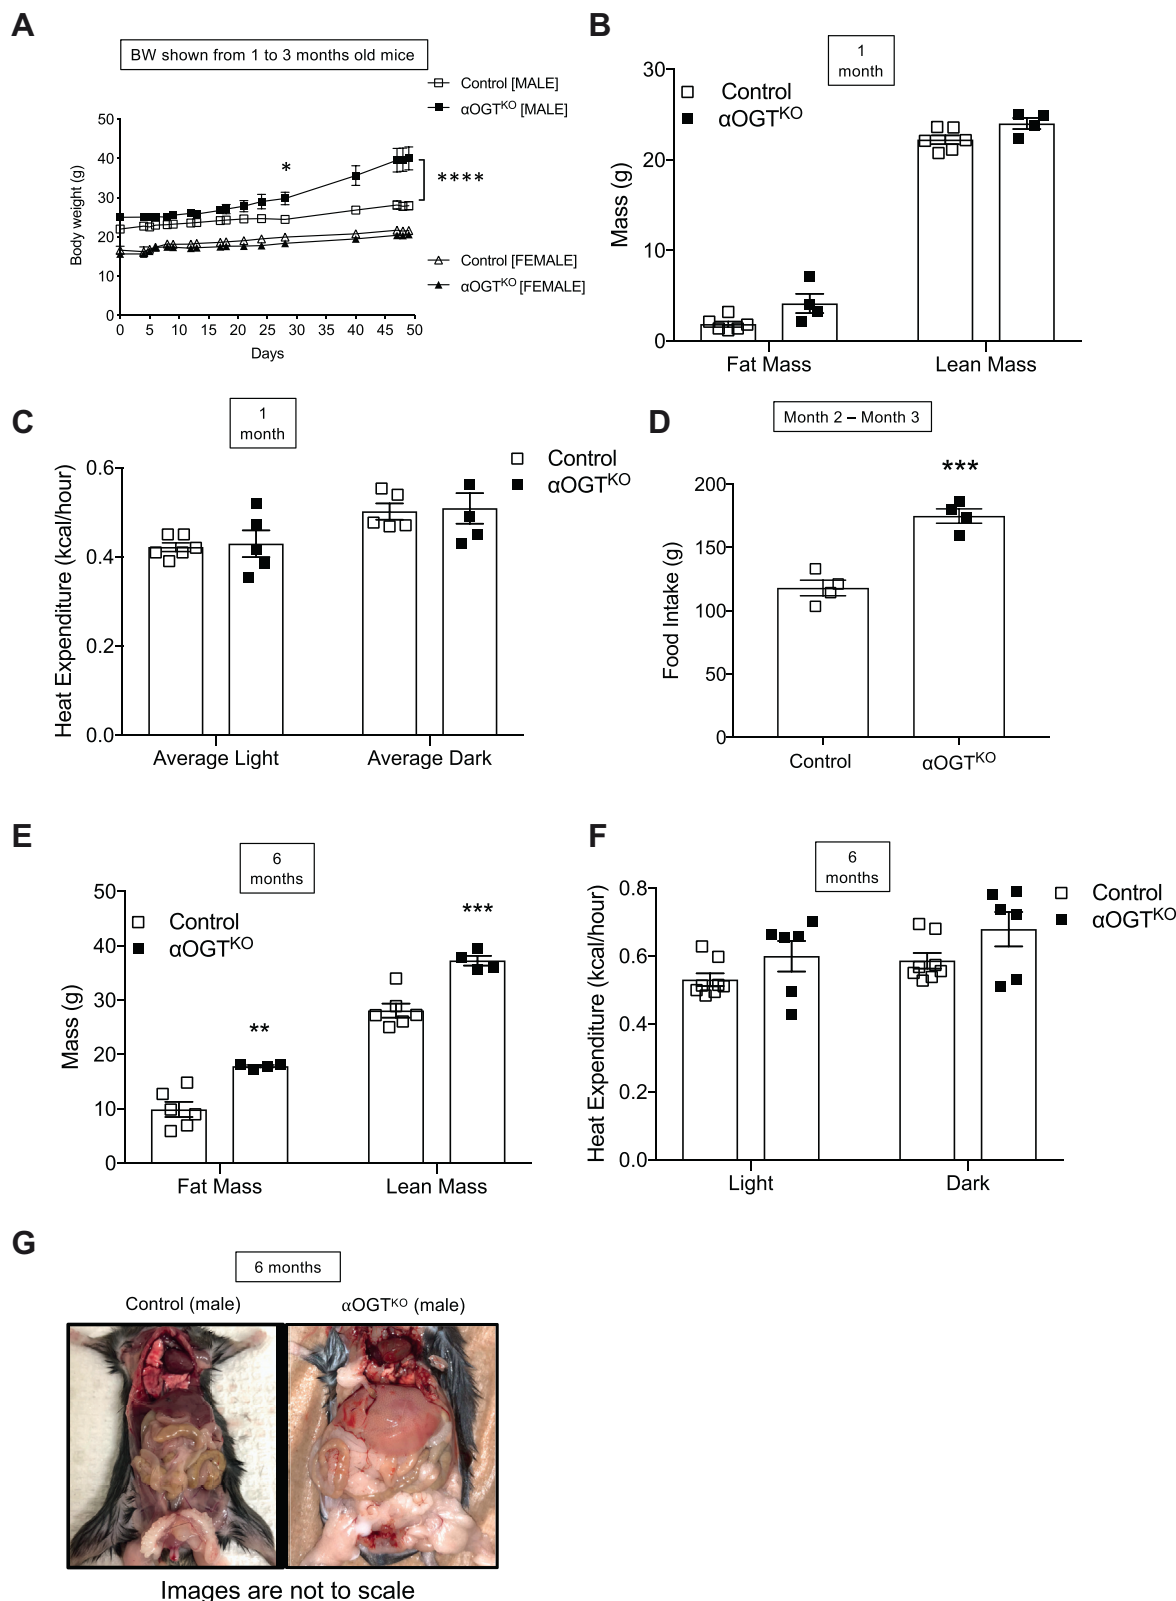 A
BW shown from 1 to 3 months old mice
Control [MALE]
αOGTKO [MALE]
50
40
30
20
10
0
Body weight (g)
*
****
Control [FEMALE]
αOGTKO [FEMALE]
0 5 10 15 20 25 30 35 40 45 50
Days
B
1
month
Control
αOGTKO
30
20
10
0
Mass (g)
Fat Mass Lean Mass
C
1
month
Control
αOGTKO
0.6
0.4
0.2
0.0
Heat Expenditure (kcal/hour)
Average Light Average Dark
D
Month 2 – Month 3
***
200
150
100
50
0
Food Intake (g)
Control αOGTKO
E
6
months
Control
αOGTKO
50
40
30
20
10
0
Mass (g)
**
***
Fat Mass Lean Mass
F
6
months
Control
αOGTKO
0.8
0.6
0.4
0.2
0.0
Heat Expenditure (kcal/hour)
Light Dark
G
6 months
Control (male) αOGTKO (male)
Images are not to scale